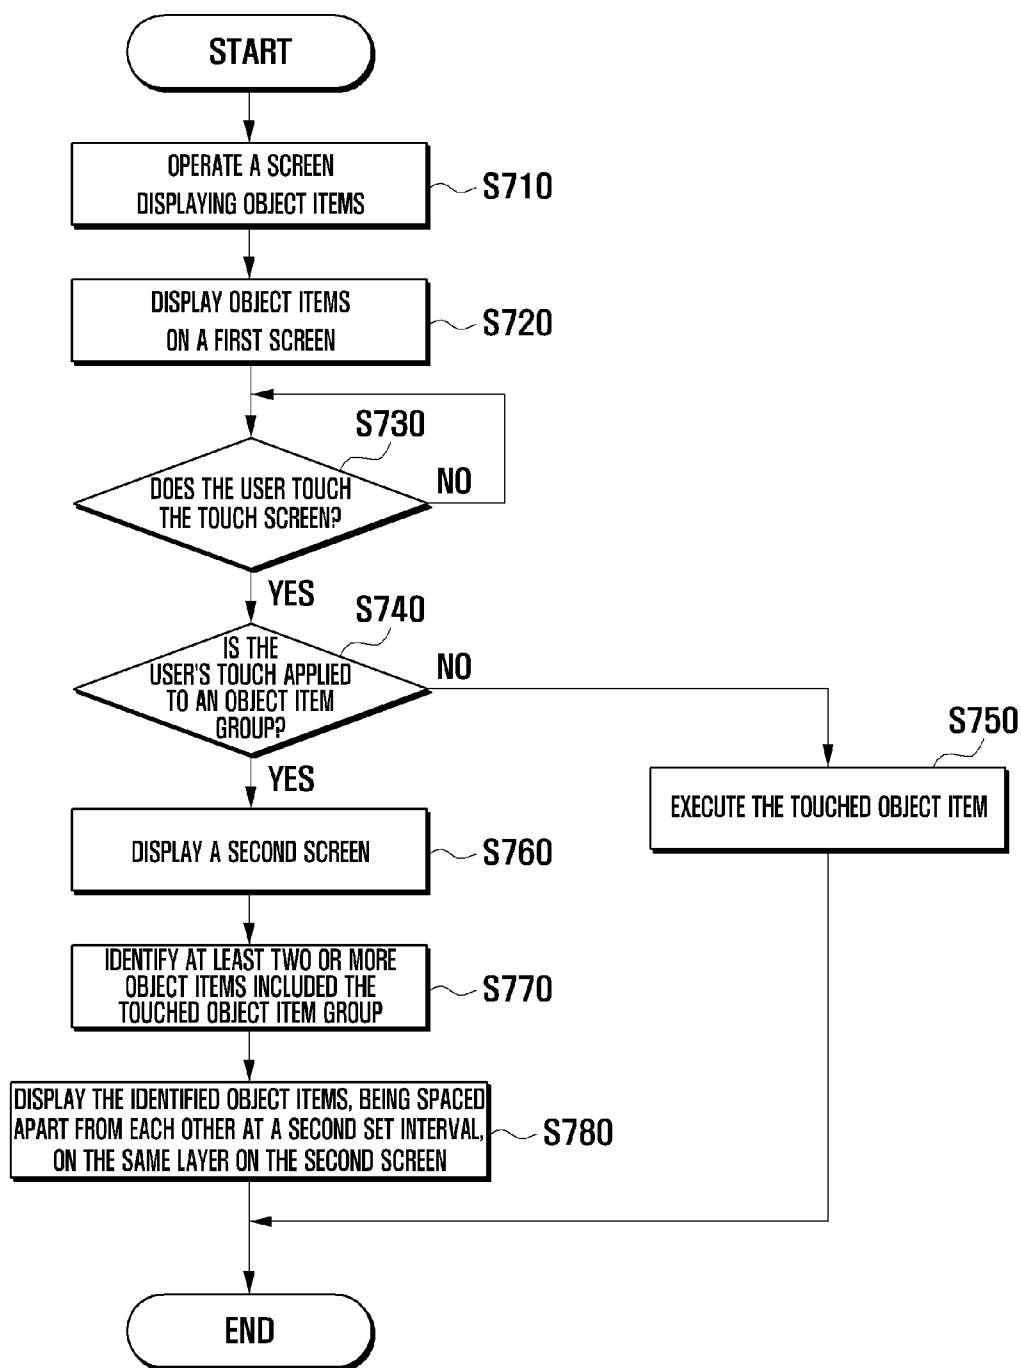 START
OPERATE A SCREEN
DISPLAYING OBJECT ITEMS
S710
DISPLAY OBJECT ITEMS
ON A FIRST SCREEN
S720
S730
DOES THE USER TOUCH
THE TOUCH SCREEN?
NO
YES
S740
IS THE
USER'S TOUCH APPLIED
TO AN OBJECT ITEM
GROUP?
NO
YES
S750
EXECUTE THE TOUCHED OBJECT ITEM
DISPLAY A SECOND SCREEN
S760
IDENTIFY AT LEAST TWO OR MORE
OBJECT ITEMS INCLUDED THE
TOUCHED OBJECT ITEM GROUP
S770
DISPLAY THE IDENTIFIED OBJECT ITEMS, BEING SPACED
APART FROM EACH OTHER AT A SECOND SET INTERVAL,
ON THE SAME LAYER ON THE SECOND SCREEN
S780
END